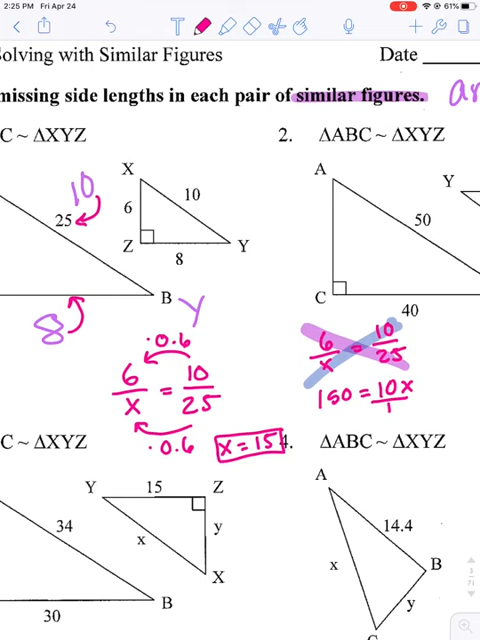 2:25 PM Fri Apr 24
61%
Solving with Similar Figures
Date
missing side lengths in each pair of similar figures.
C ~ ΔXYZ
2. ΔABC ~ ΔXYZ
X
10
6
10
25
Z
Y
8
B
Y
8
A
Y
50
C
40
·0.6
6/x = 10/25
·0.6
x=15
6/x = 10/25
150 = 10x/1
C ~ ΔXYZ
4. ΔABC ~ ΔXYZ
Y
15
Z
34
x
y
X
B
30
A
14.4
x
B
y